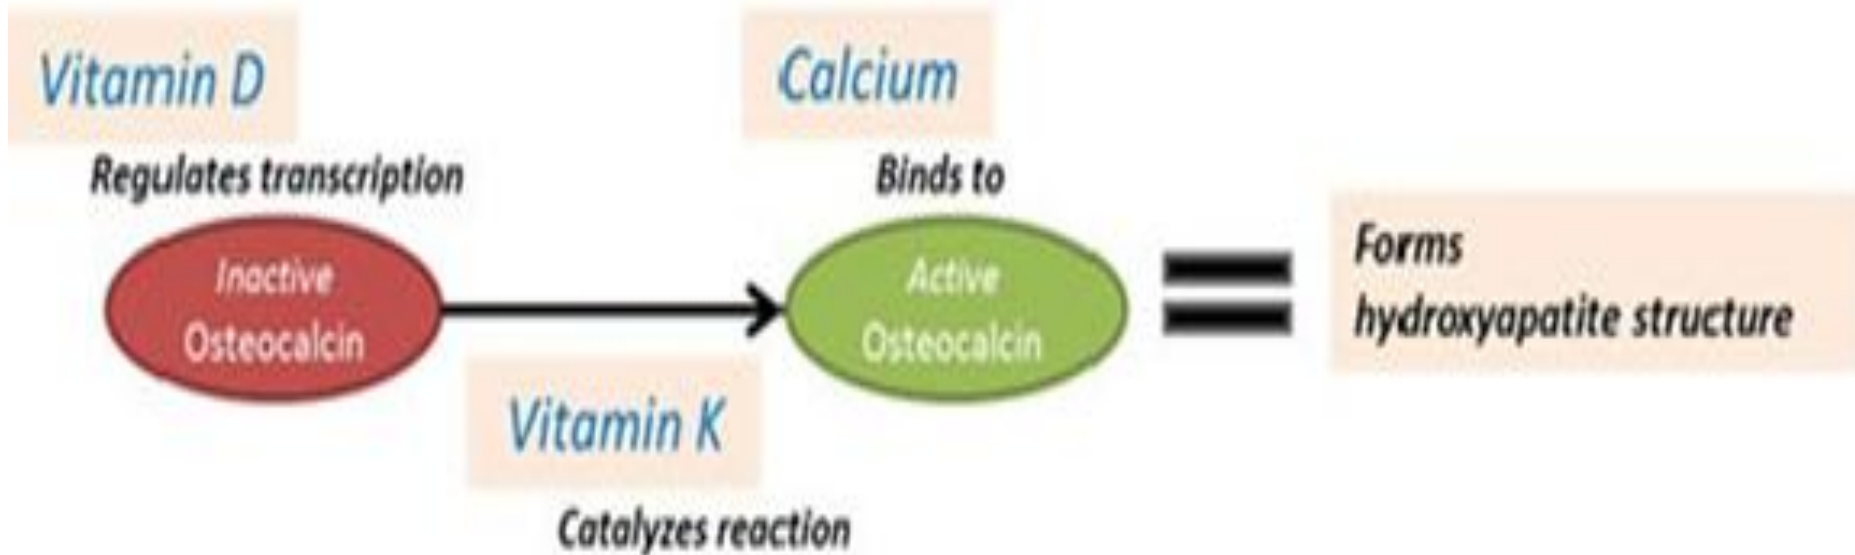 Vitamin D
Regulates transcription
Inactive
Osteocalcin
Vitamin K
Catalyzes reaction
Calcium
Binds to
Active
Osteocalcin
Forms
hydroxyapatite structure